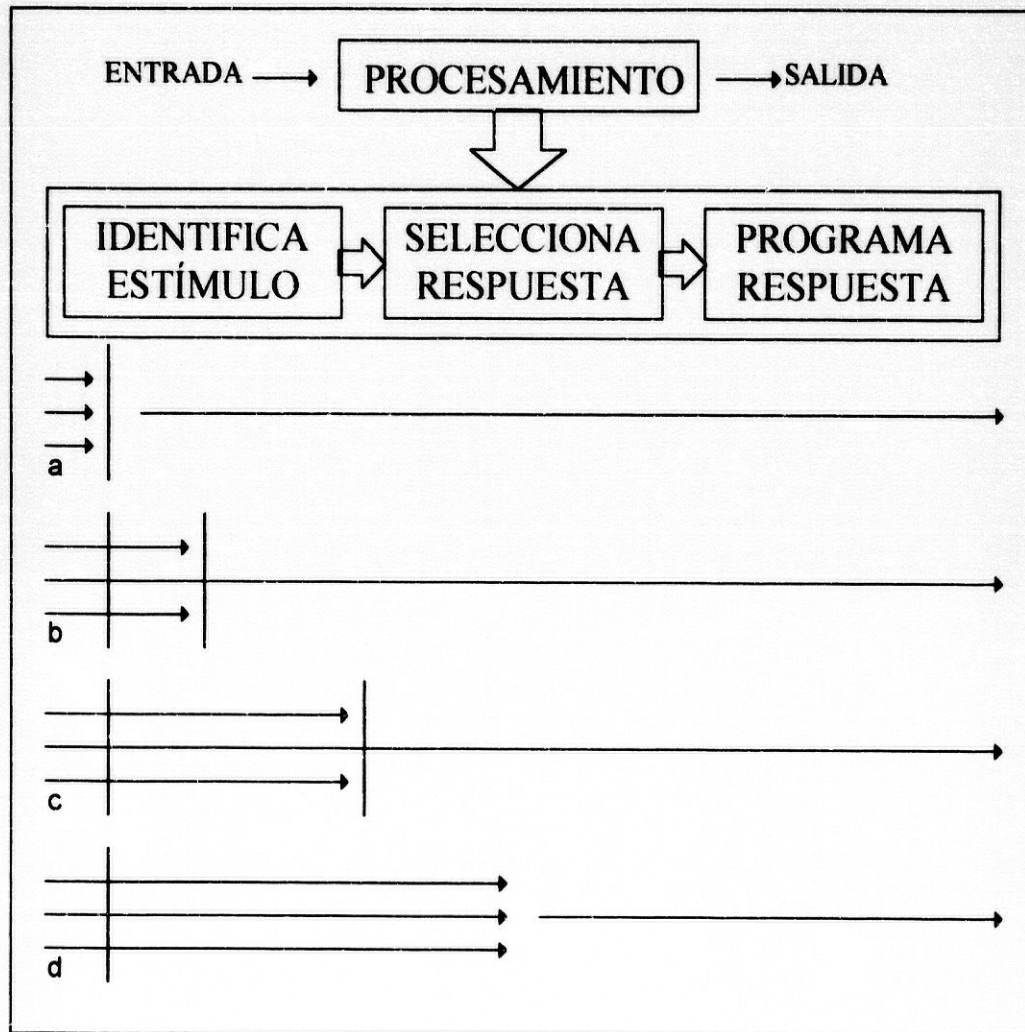 ENTRADA PROCESAMIENTO SALIDA
IDENTIFICA SELECCIONA PROGRAMA
ESTÍMULO RESPUESTA RESPUESTA
a
b
c
d